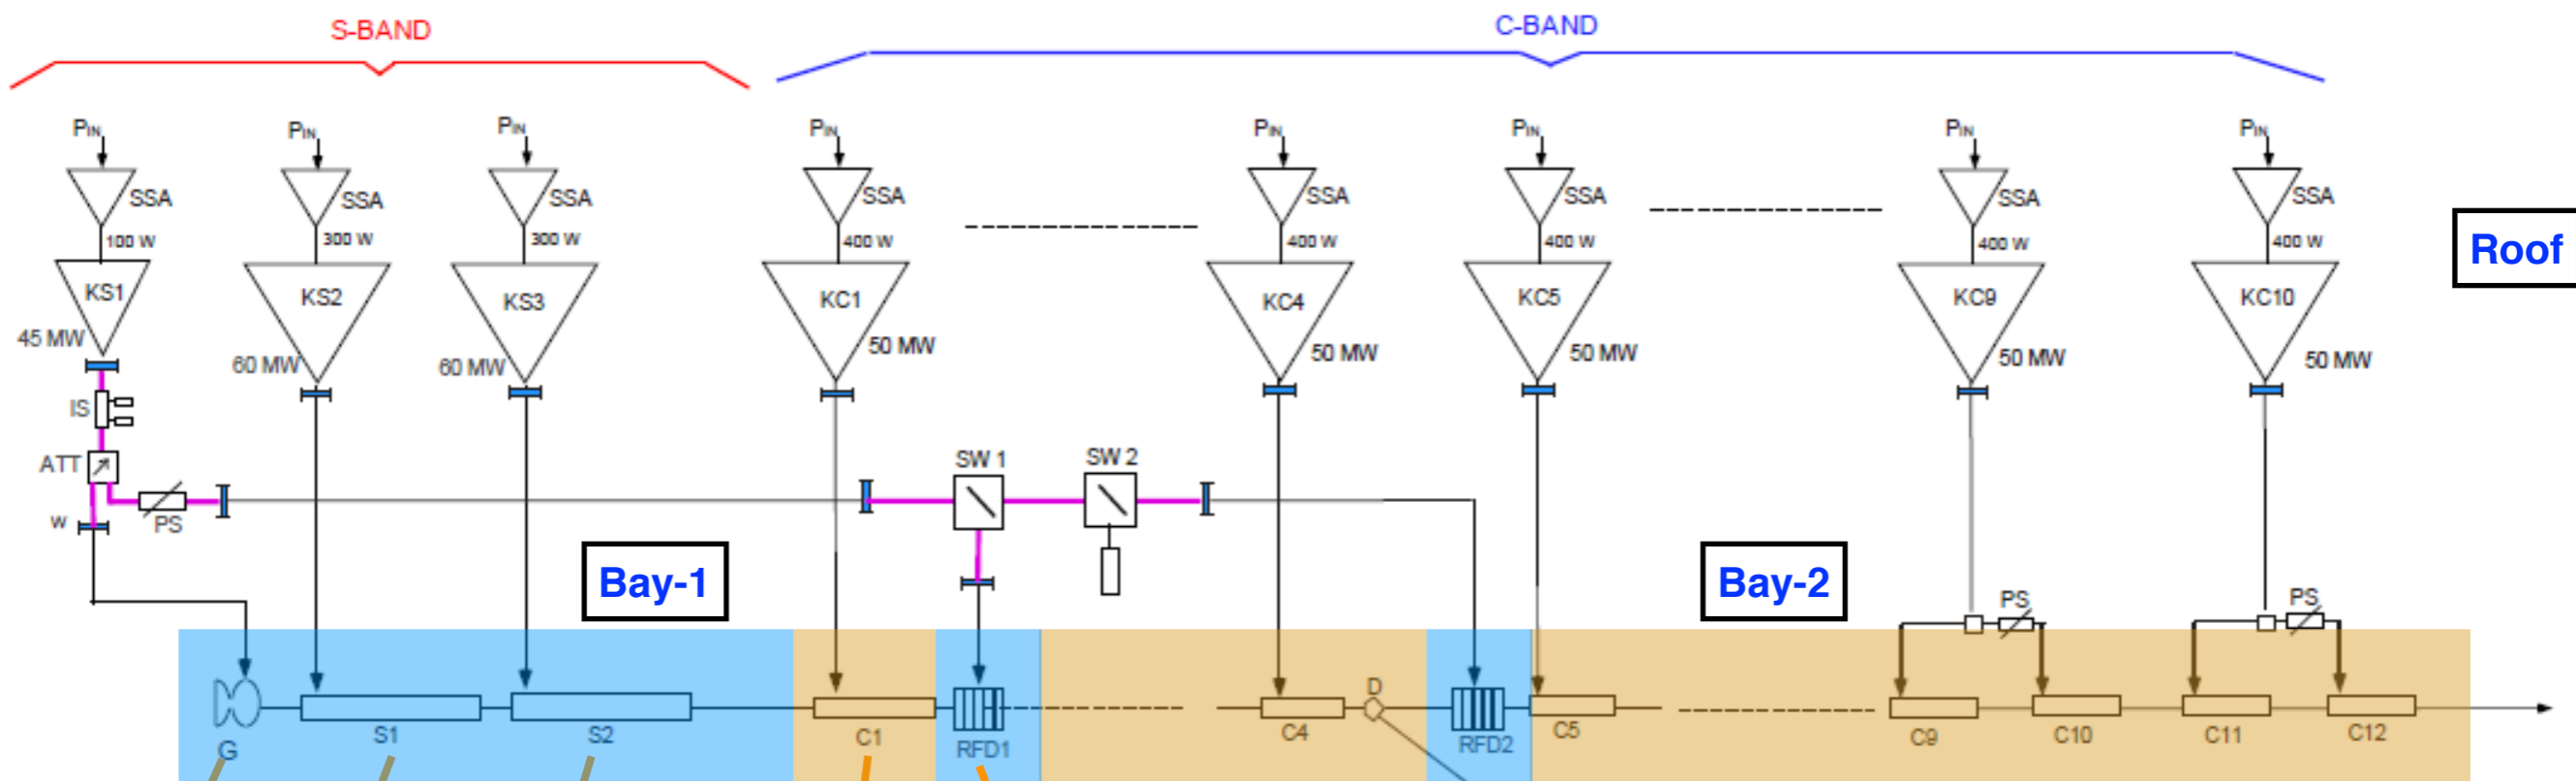 S-BAND
C-BAND
PIN PIN PIN PIN PIN PIN PIN PIN
SSA SSA SSA SSA SSA SSA SSA SSA
100 W 300 W 300 W 400 W 400 W 400 W 400 W 400 W
Roof
KS1 KS2 KS3 KC1 KC4 KC5 KC9 KC10
45 MW 60 MW 60 MW 50 MW 50 MW 50 MW 50 MW 50 MW
IS
ATT
SW 1 SW 2
W PS
Bay-1
Bay-2
PS PS
D
G S1 S2 C1 RFD1 C4 RFD2 C5 C9 C10 C11 C12